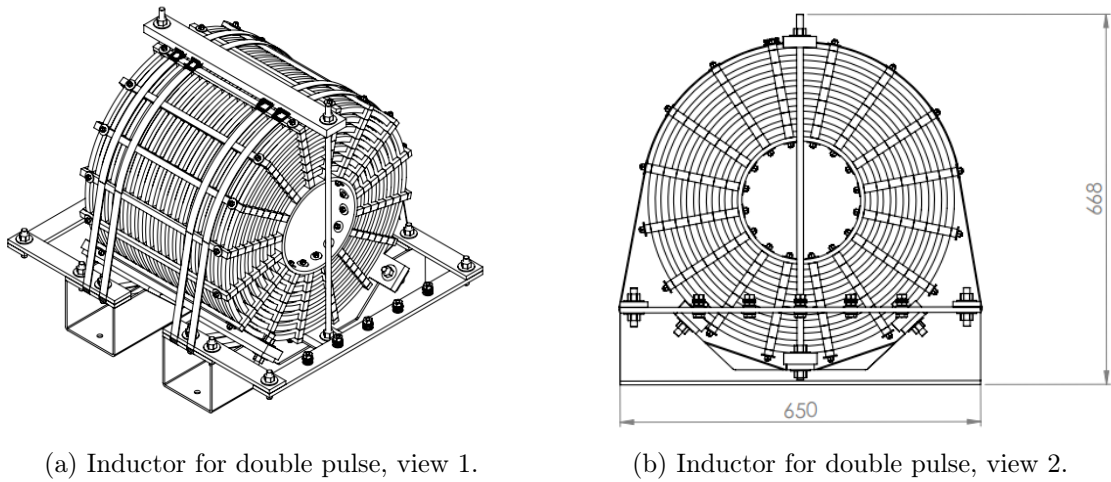 668
650
(a) Inductor for double pulse, view 1.
(b) Inductor for double pulse, view 2.